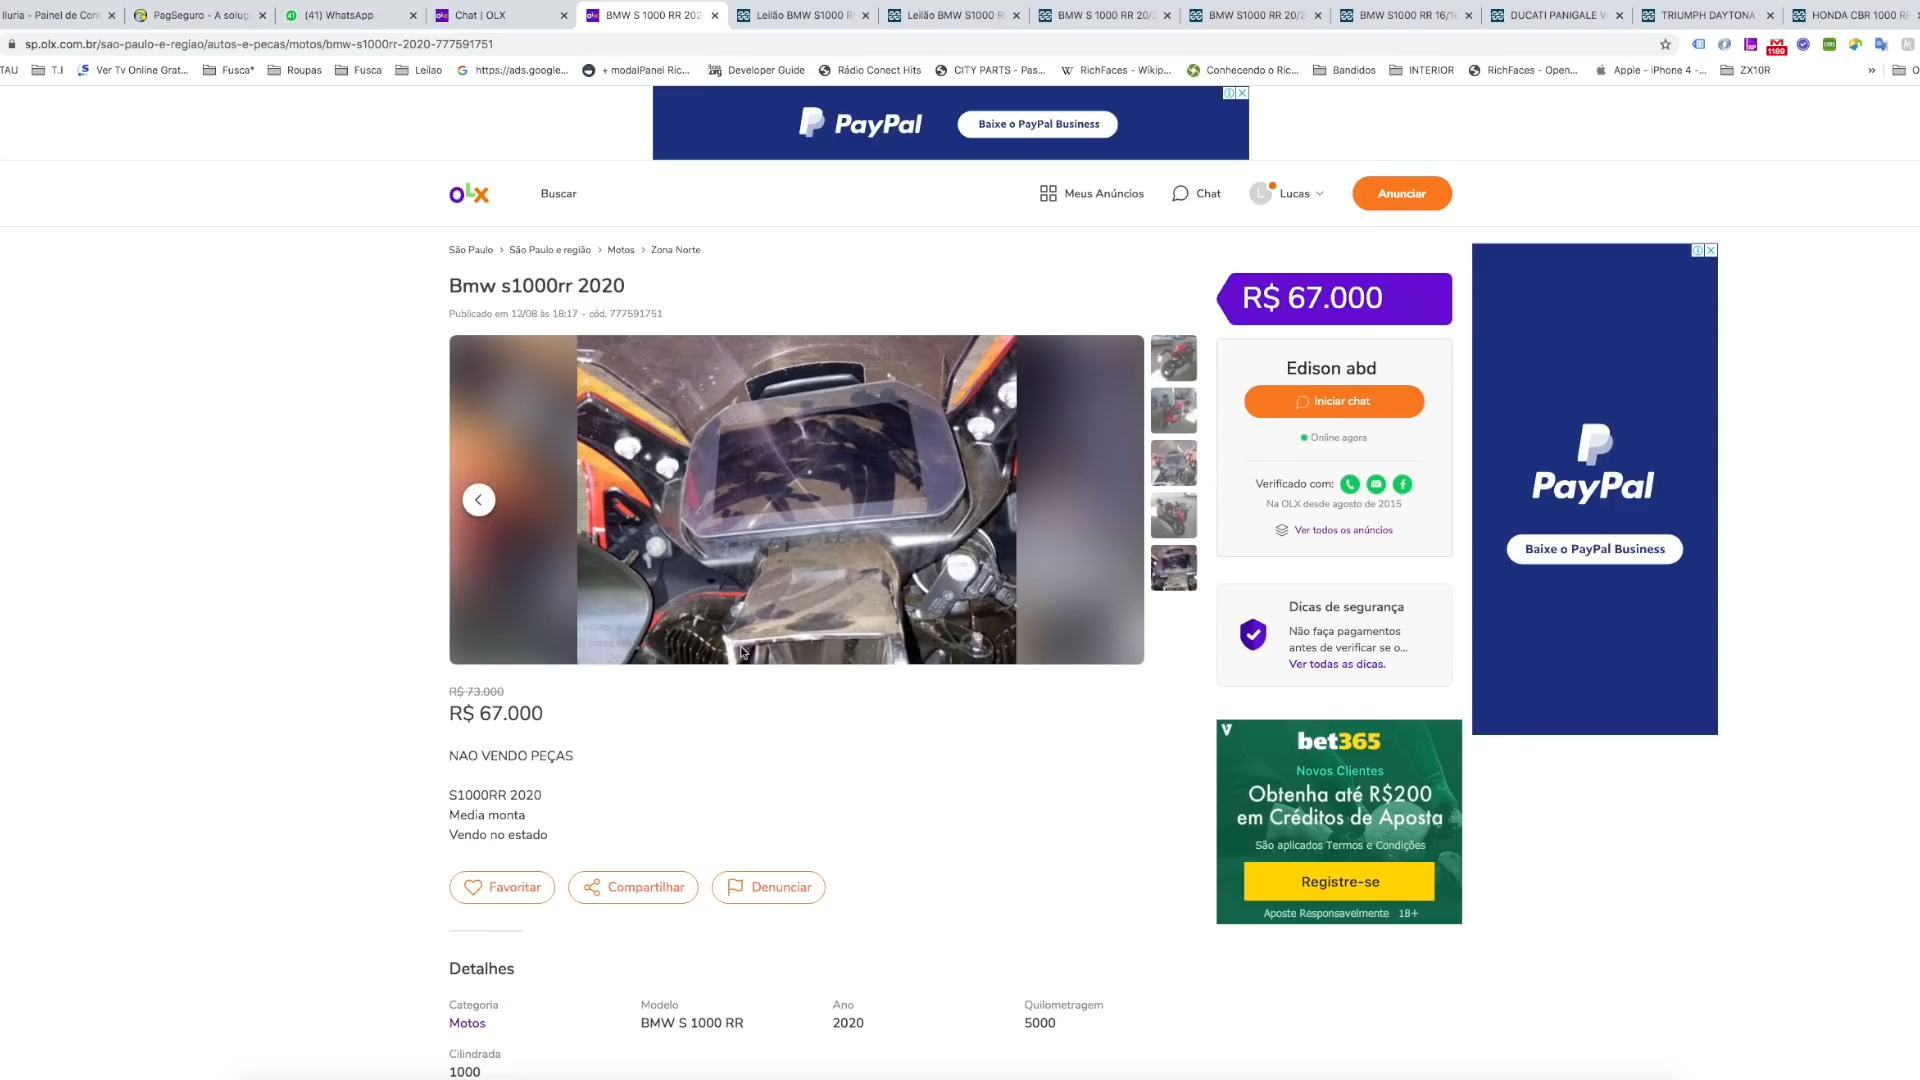 lluria - Painel de Con
PagSeguro - A soluç
(41) WhatsApp
Chat | OLX
BMW S 1000 RR 202
Leilão BMW S1000 R
Leilão BMW S1000 R
BMW S 1000 RR 20/2
BMW S1000 RR 20/2
BMW S1000 RR 16/1
DUCATI PANIGALE V
TRIUMPH DAYTONA
HONDA CBR 1000 R
sp.olx.com.br/sao-paulo-e-regiao/autos-e-pecas/motos/bmw-s1000rr-2020-777591751
1189
TAU
T.I
Ver Tv Online Grat...
Fusca*
Roupas
Fusca
Leilao
https://ads.google...
+ modalPanel Ric...
Developer Guide
Rádio Conect Hits
CITY PARTS - Pas...
RichFaces - Wikip...
Conhecendo o Ric...
Bandidos
INTERIOR
RichFaces - Open...
Apple - iPhone 4 -...
ZX10R
»
PayPal
Baixe o PayPal Business
OLX
Buscar
Meus Anúncios
Chat
L
Lucas
Anunciar
São Paulo > São Paulo e região > Motos > Zona Norte
Bmw s1000rr 2020
Publicado em 12/08 às 18:17 - cód. 777591751
R$ 67.000
Edison abd
Iniciar chat
Online agora
Verificado com:
Na OLX desde agosto de 2015
Ver todos os anúncios
PayPal
Baixe o PayPal Business
Dicas de segurança
Não faça pagamentos
antes de verificar se o...
Ver todas as dicas.
R$ 73.000
R$ 67.000
NAO VENDO PEÇAS
S1000RR 2020
Media monta
Vendo no estado
Favoritar
Compartilhar
Denunciar
bet365
Novos Clientes
Obtenha até R$200
em Créditos de Aposta
São aplicados Termos e Condições
Registre-se
Aposte Responsavelmente 18+
Detalhes
Categoria
Motos
Modelo
BMW S 1000 RR
Ano
2020
Quilometragem
5000
Cilindrada
1000